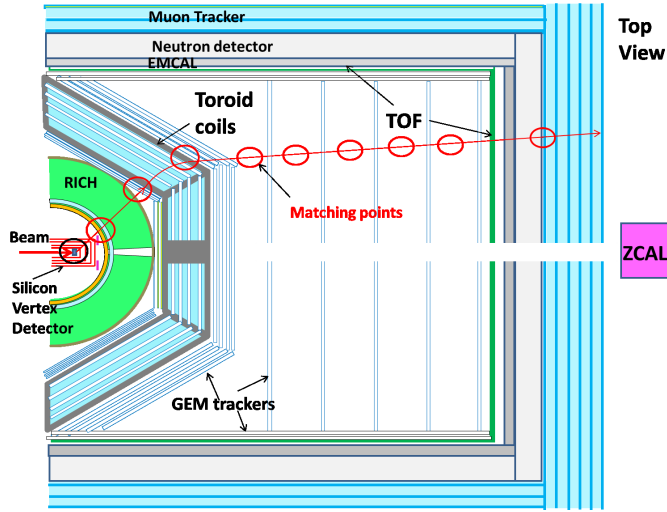 Muon Tracker
Neutron detector
EMCAL
Top
View
Toroid
coils
TOF
RICH
Matching points
Beam
ZCAL
Silicon
Vertex
Detector
GEM trackers